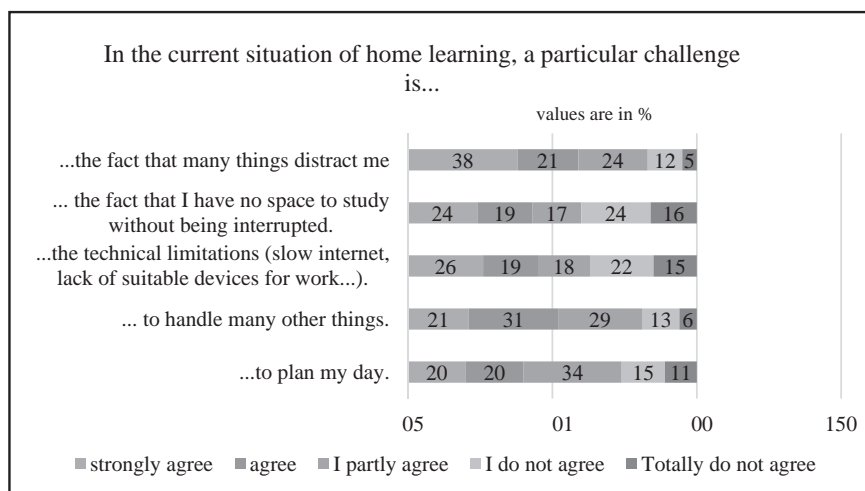 In the current situation of home learning, a particular challenge
is...
values are in %
...the fact that many things distract me
38 21 24 12 5
... the fact that I have no space to study
without being interrupted.
24 19 17 24 16
...the technical limitations (slow internet,
lack of suitable devices for work...).
26 19 18 22 15
... to handle many other things.
21 31 29 13 6
...to plan my day.
20 20 34 15 11
05 01 00 150
strongly agree agree I partly agree I do not agree Totally do not agree